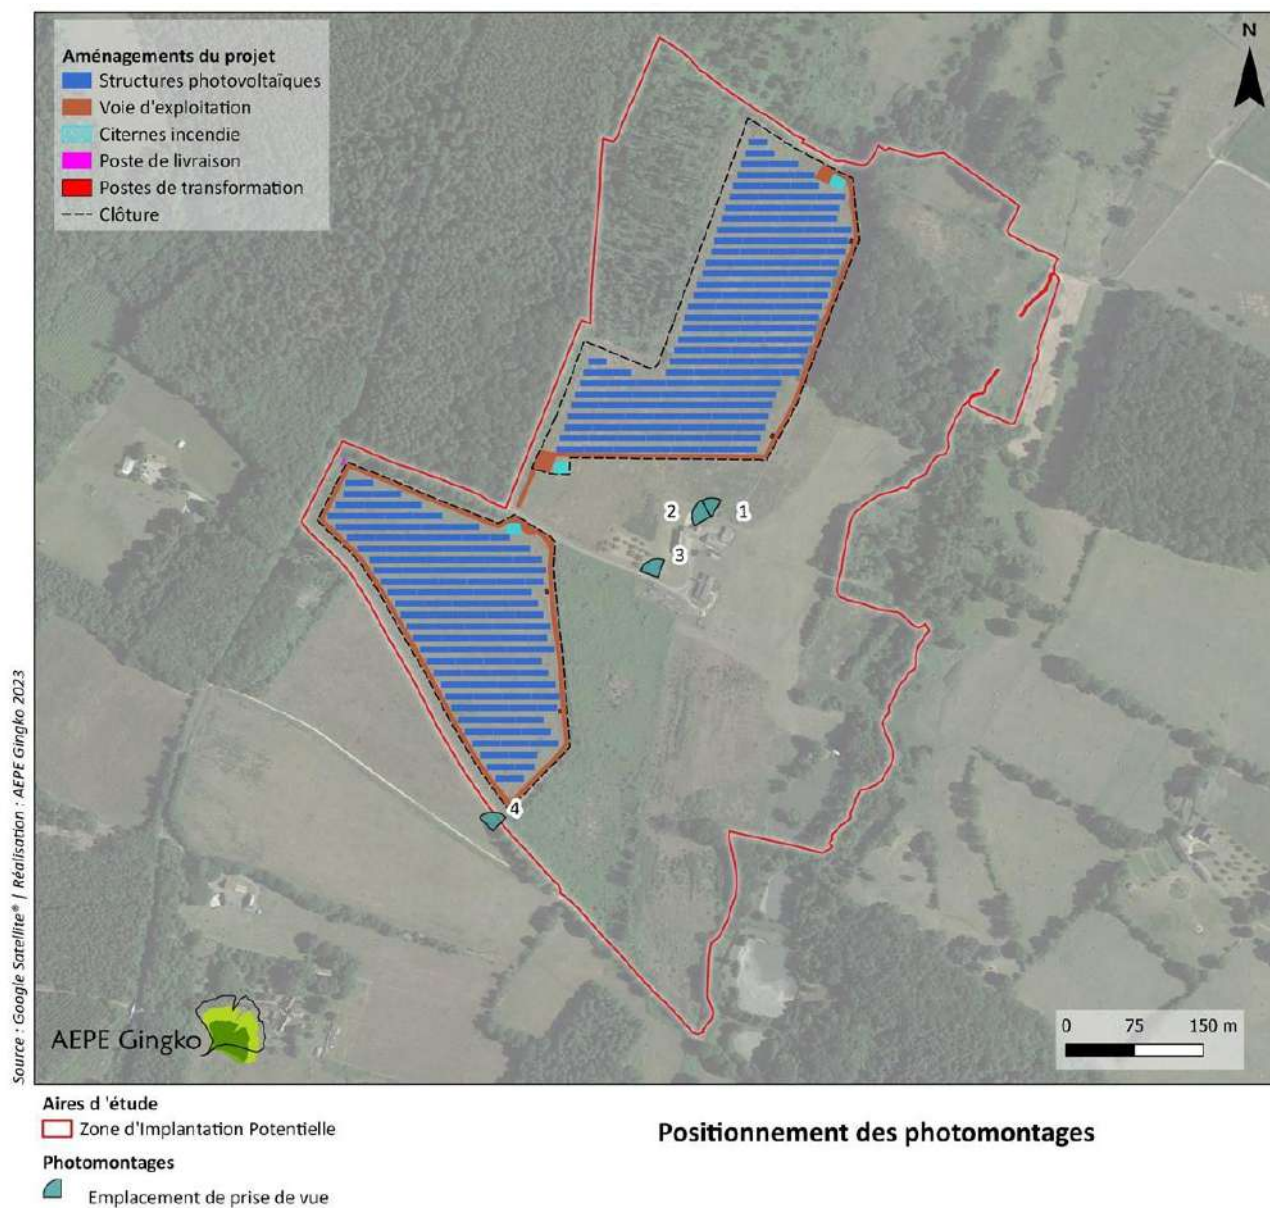 Aménagements du projet
Structures photovoltaïques
Voie d'exploitation
Citernes incendie
Poste de livraison
Postes de transformation
Clôture
N
2
1
3
4
Source : Google Satellite® | Réalisation : AEPE Gingko 2023
AEPE Gingko
0 75 150 m
Aires d 'étude
Zone d'Implantation Potentielle
Positionnement des photomontages
Photomontages
Emplacement de prise de vue